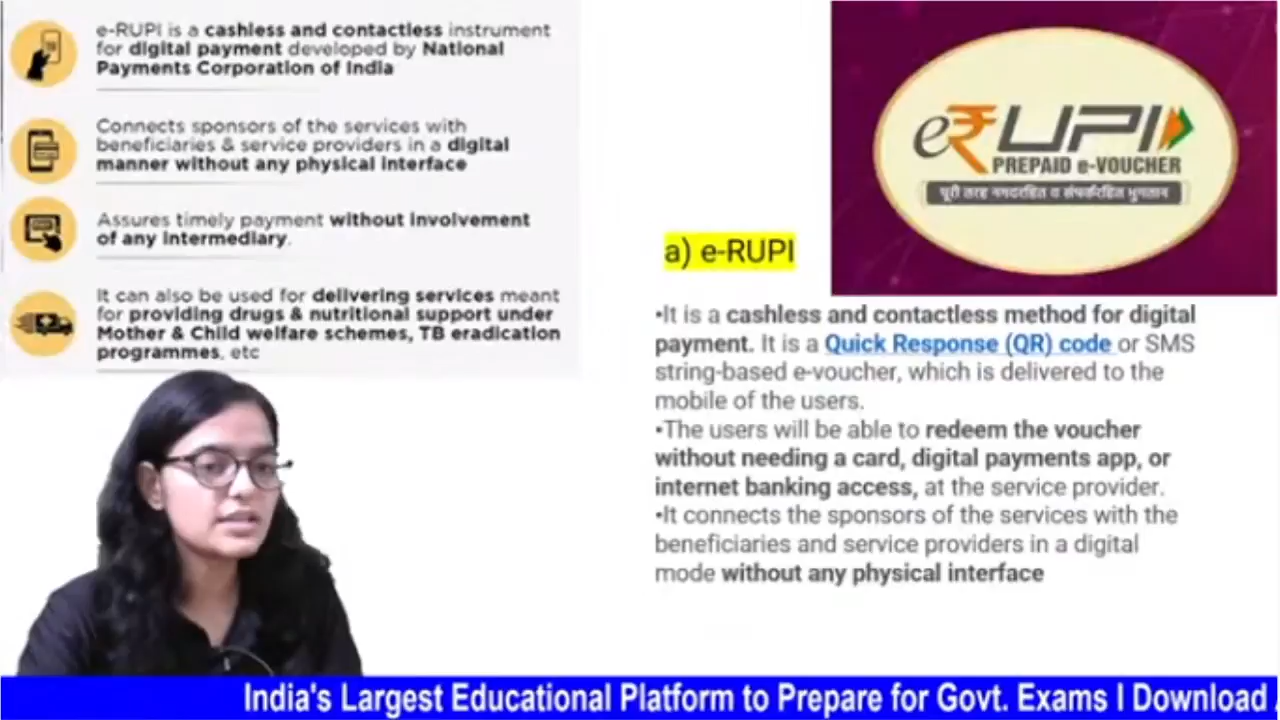 e-RUPI is a cashless and contactless instrument
for digital payment developed by National
Payments Corporation of India
Connects sponsors of the services with
beneficiaries & service providers in a digital
manner without any physical interface
Assures timely payment without involvement
of any intermediary.
It can also be used for delivering services meant
for providing drugs & nutritional support under
Mother & Child welfare schemes, TB eradication
programmes, etc
e₹UPI
PREPAID e-VOUCHER
पूरी तरह नगदरहित व संपर्करहित भुगतान
a) e-RUPI
•It is a cashless and contactless method for digital
payment. It is a Quick Response (QR) code or SMS
string-based e-voucher, which is delivered to the
mobile of the users.
•The users will be able to redeem the voucher
without needing a card, digital payments app, or
internet banking access, at the service provider.
•It connects the sponsors of the services with the
beneficiaries and service providers in a digital
mode without any physical interface
India's Largest Educational Platform to Prepare for Govt. Exams I Download